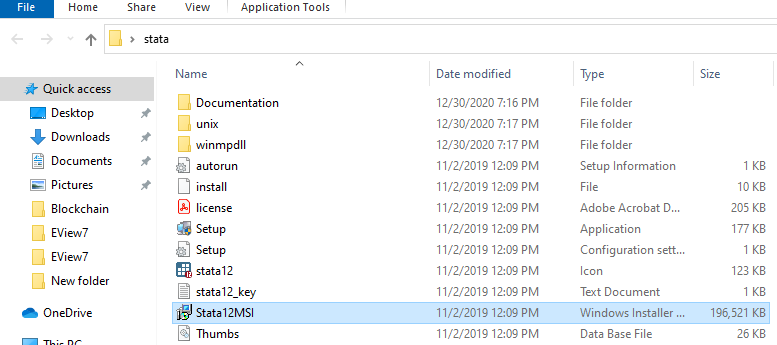 File Home Share View Application Tools
stata
Name Date modified Type Size
Quick access
Desktop
Downloads
Documents
Pictures
Blockchain
EView7
EView7
New folder
OneDrive
This PC
Documentation 12/30/2020 7:16 PM File folder
unix 12/30/2020 7:17 PM File folder
winmpdll 12/30/2020 7:17 PM File folder
autorun 11/2/2019 12:09 PM Setup Information 1 KB
install 11/2/2019 12:09 PM File 10 KB
license 11/2/2019 12:09 PM Adobe Acrobat D... 205 KB
Setup 11/2/2019 12:09 PM Application 177 KB
Setup 11/2/2019 12:09 PM Configuration sett... 1 KB
stata12 11/2/2019 12:09 PM Icon 123 KB
stata12_key 11/2/2019 12:09 PM Text Document 1 KB
Stata12MSI 11/2/2019 12:09 PM Windows Installer ... 196,521 KB
Thumbs 11/2/2019 12:09 PM Data Base File 26 KB